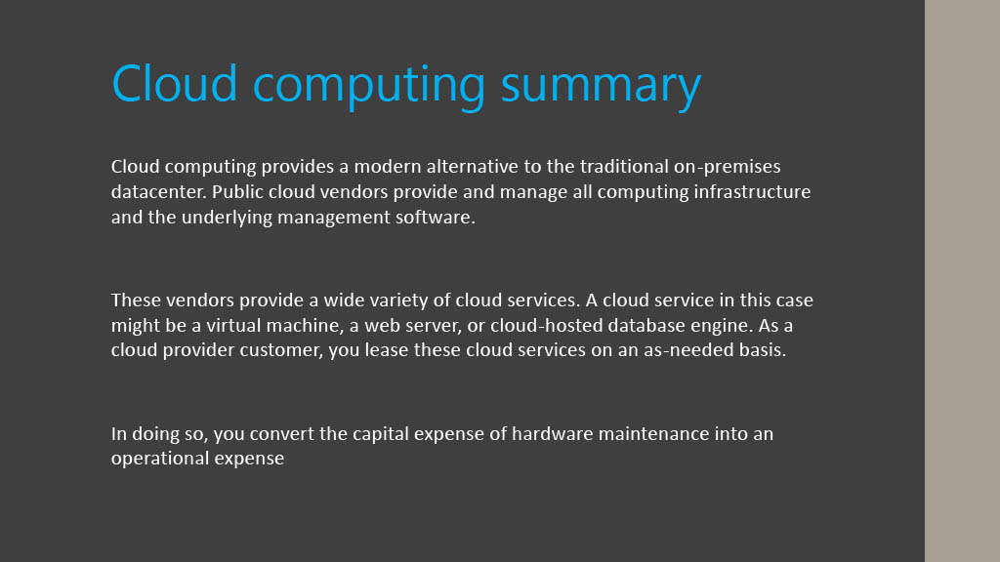 Cloud computing summary
Cloud computing provides a modern alternative to the traditional on-premises
datacenter. Public cloud vendors provide and manage all computing infrastructure
and the underlying management software.
These vendors provide a wide variety of cloud services. A cloud service in this case
might be a virtual machine, a web server, or cloud-hosted database engine. As a
cloud provider customer, you lease these cloud services on an as-needed basis.
In doing so, you convert the capital expense of hardware maintenance into an
operational expense